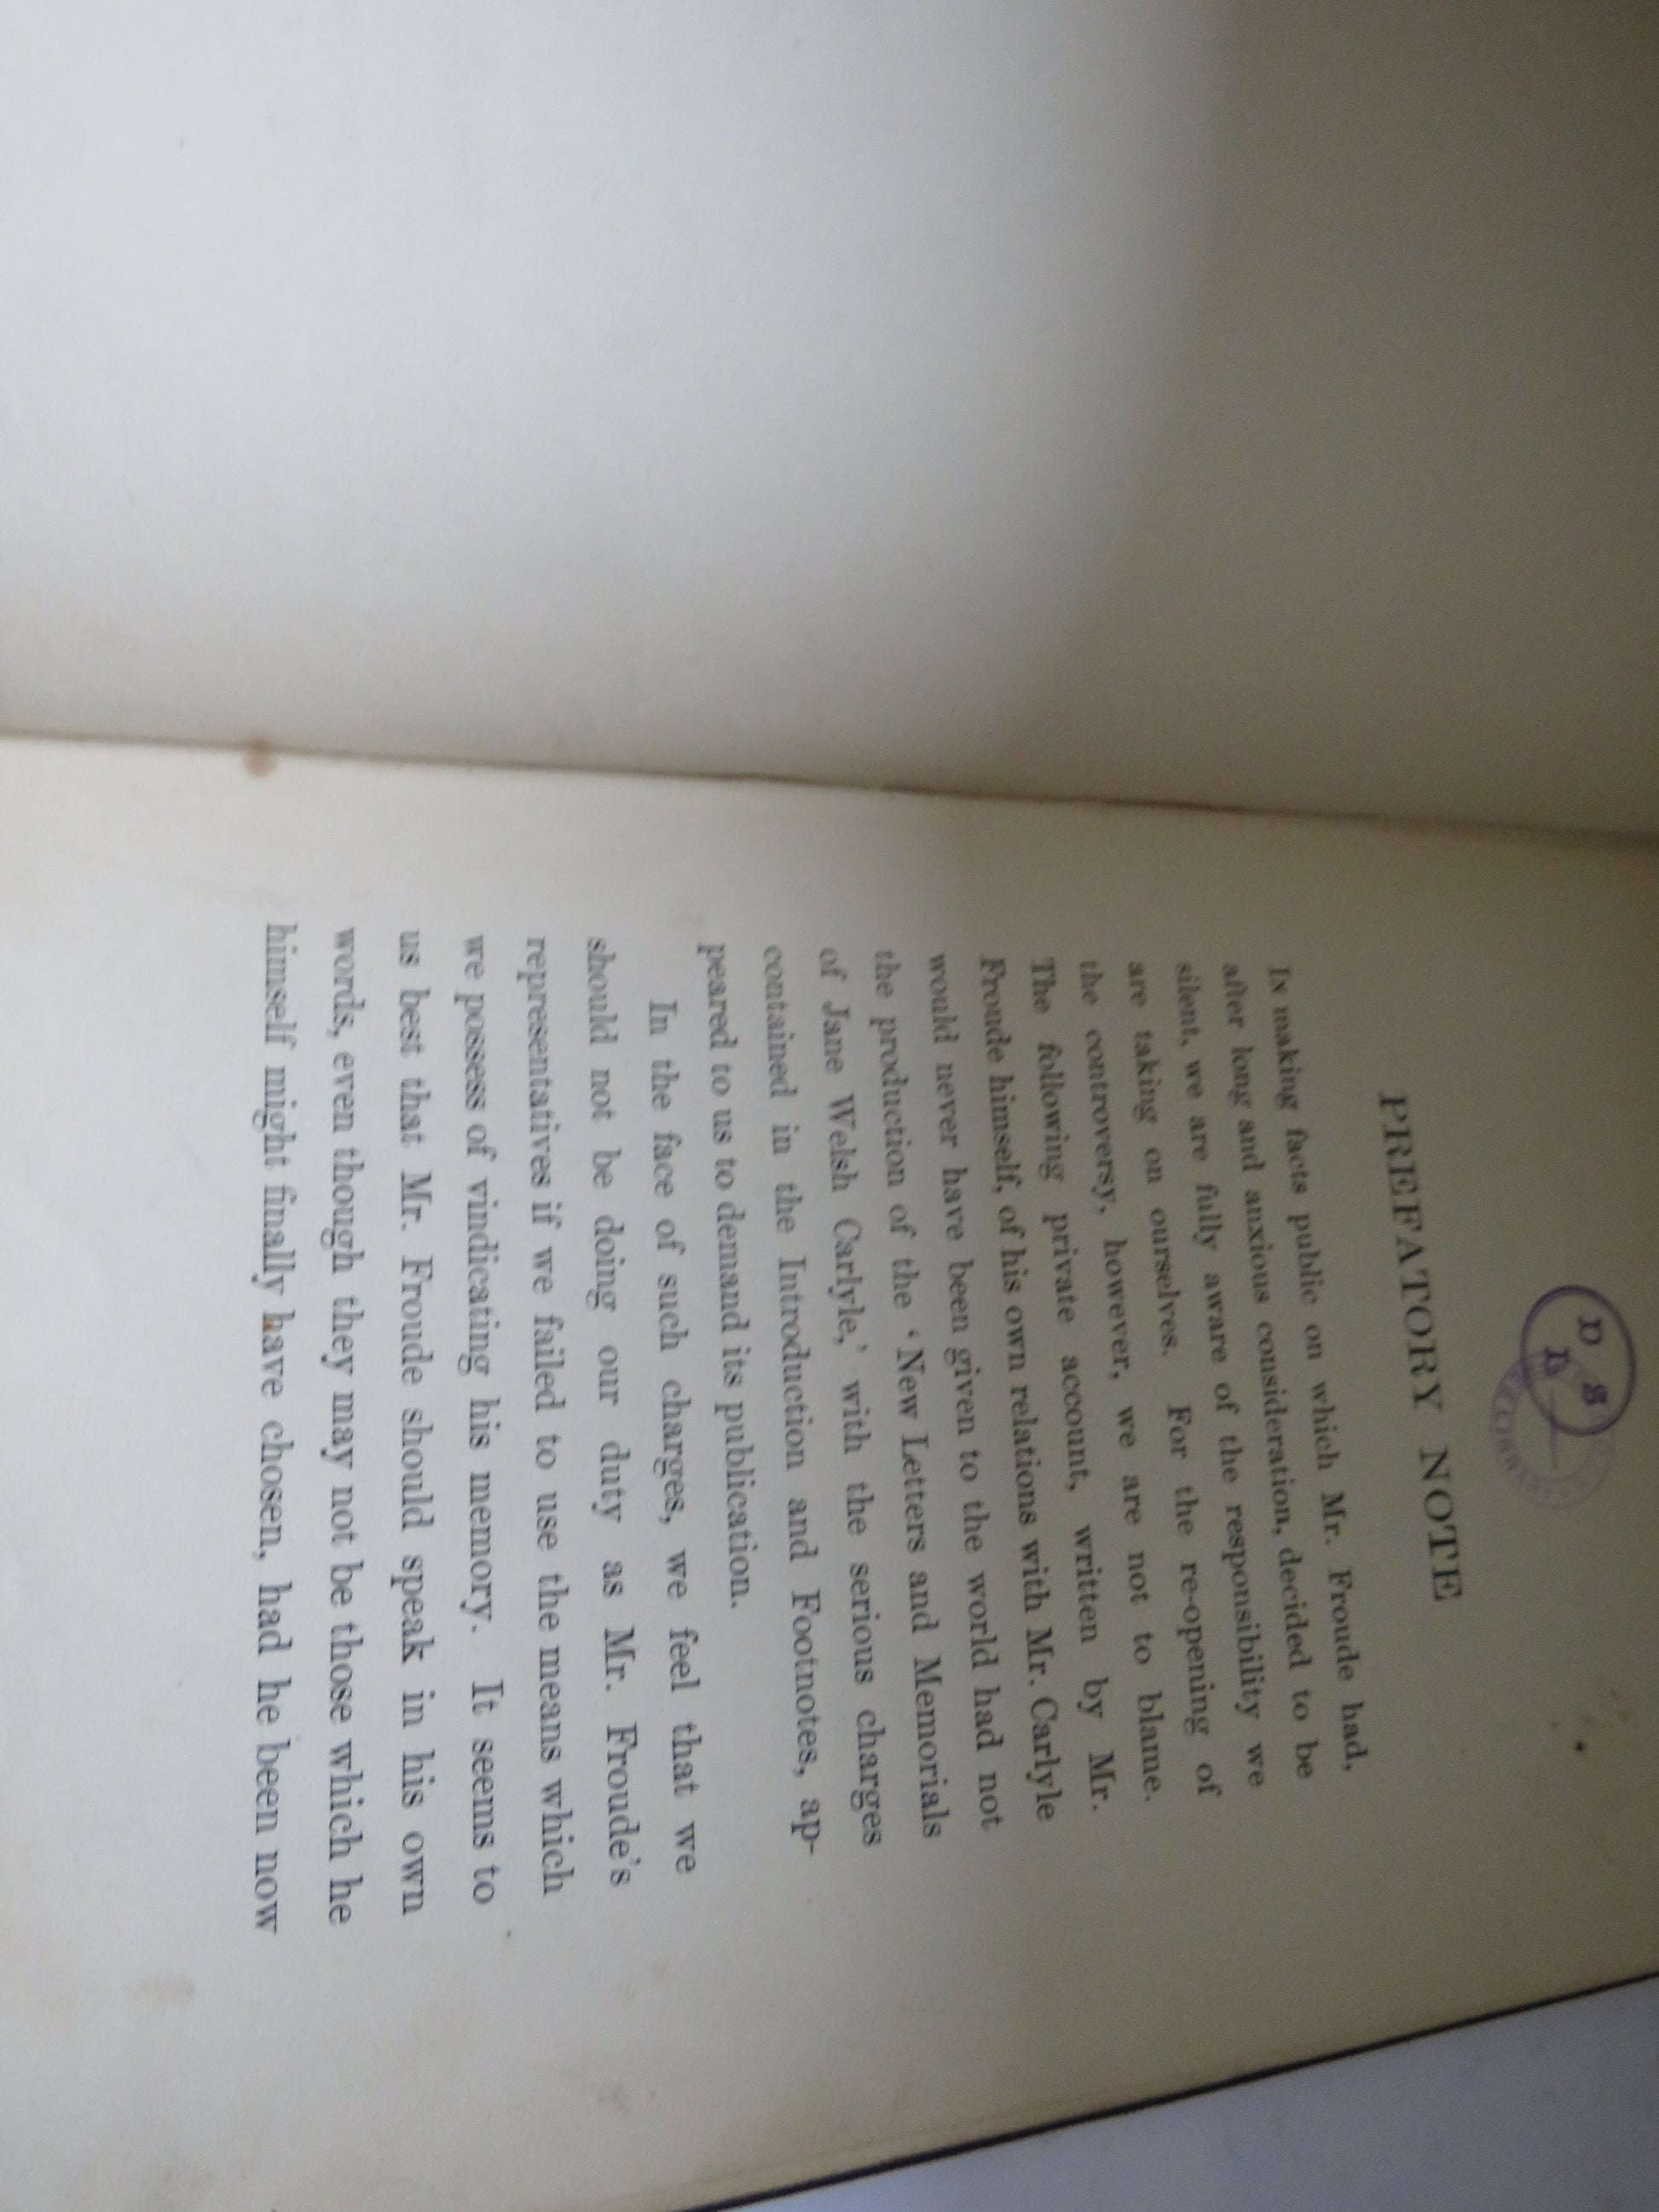 D S
D
PREFATORY NOTE
IN making facts public on which Mr. Froude had,
after long and anxious consideration, decided to be
silent, we are fully aware of the responsibility we
are taking on ourselves. For the re-opening of
the controversy, however, we are not to blame.
The following private account, written by Mr.
Froude himself, of his own relations with Mr. Carlyle
would never have been given to the world had not
the production of the ‘New Letters and Memorials
of Jane Welsh Carlyle,’ with the serious charges
contained in the Introduction and Footnotes, ap-
peared to us to demand its publication.
In the face of such charges, we feel that we
should not be doing our duty as Mr. Froude’s
representatives if we failed to use the means which
we possess of vindicating his memory. It seems to
us best that Mr. Froude should speak in his own
words, even though they may not be those which he
himself might finally have chosen, had he been now